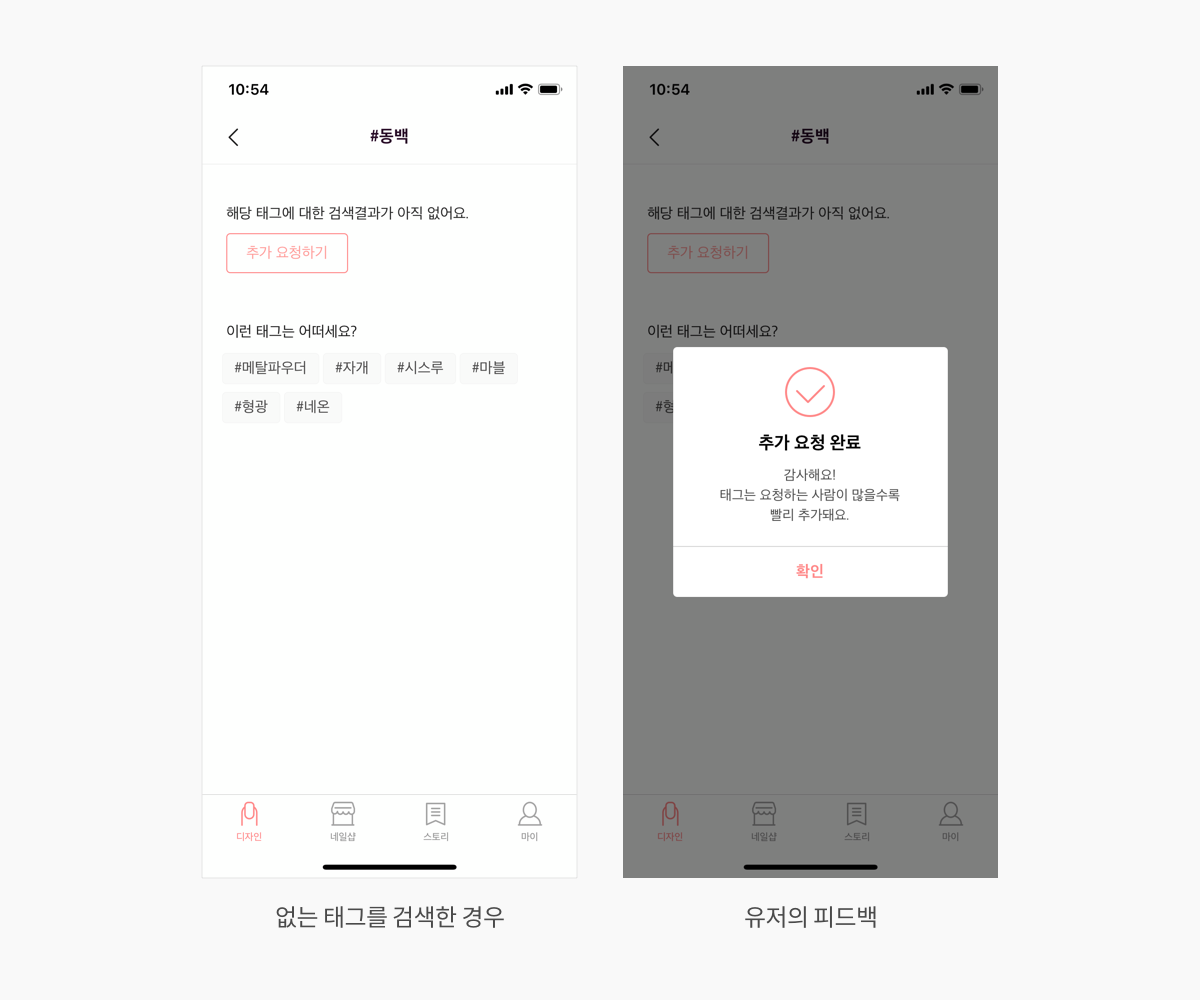 10:54
#동백
해당 태그에 대한 검색결과가 아직 없어요.
추가 요청하기
이런 태그는 어떠세요?
#메탈파우더 #자개 #시스루 #마블
#형광 #네온
디자인 네일샵 스토리 마이
없는 태그를 검색한 경우
10:54
#동백
해당 태그에 대한 검색결과가 아직 없어요.
추가 요청하기
이런 태그는 어떠세요?
#메
#형
추가 요청 완료
감사해요!
태그는 요청하는 사람이 많을수록
빨리 추가돼요.
확인
디자인 네일샵 스토리 마이
유저의 피드백